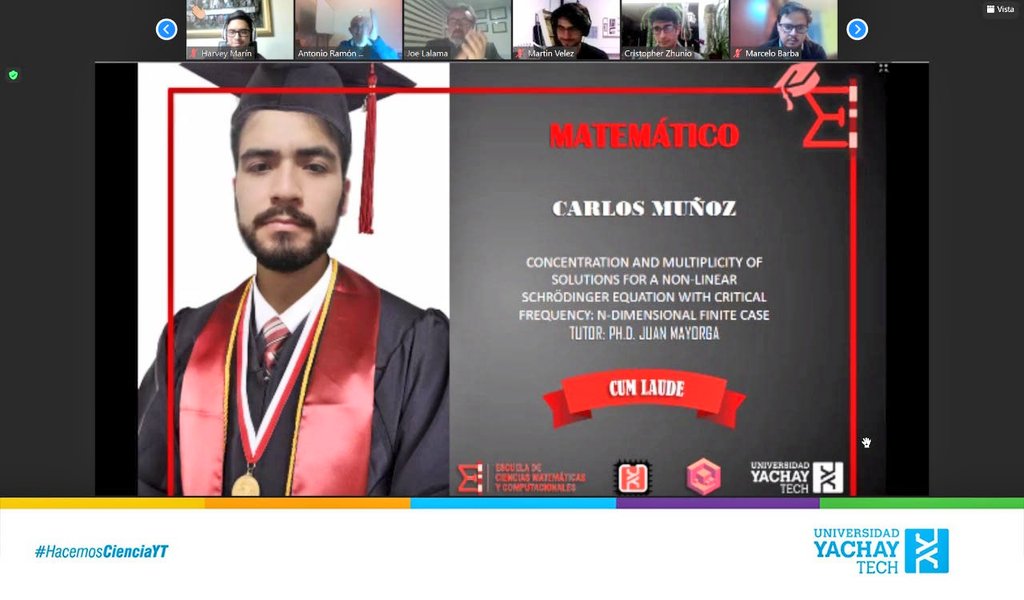 Vista
Harvey Marín
Antonio Ramón ...
Joe Lalama
Martin Velez
Cristopher Zhunio
Marcelo Barba
MATEMÁTICO
CARLOS MUÑOZ
CONCENTRATION AND MULTIPLICITY OF
SOLUTIONS FOR A NON-LINEAR
SCHRÖDINGER EQUATION WITH CRITICAL
FREQUENCY: N-DIMENSIONAL FINITE CASE
TUTOR: PH.D. JUAN MAYORGA
CUM LAUDE
ESCUELA DE
CIENCIAS MATEMÁTICAS
Y COMPUTACIONALES
UNIVERSIDAD
YACHAY
TECH
#HacemosCienciaYT
UNIVERSIDAD
YACHAY
TECH